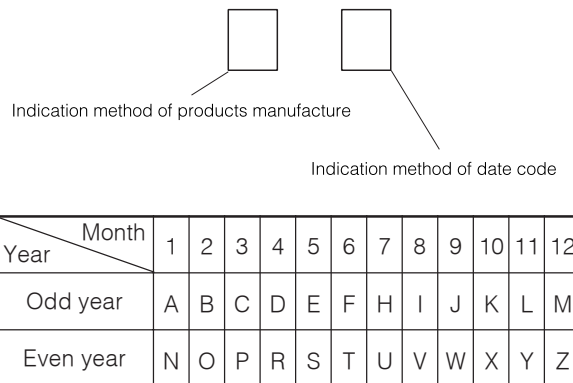 Indication method of products manufacture
Indication method of date code
Month
Year
1 2 3 4 5 6 7 8 9 10 11 12
Odd year A B C D E F H I J K L M
Even year N O P R S T U V W X Y Z